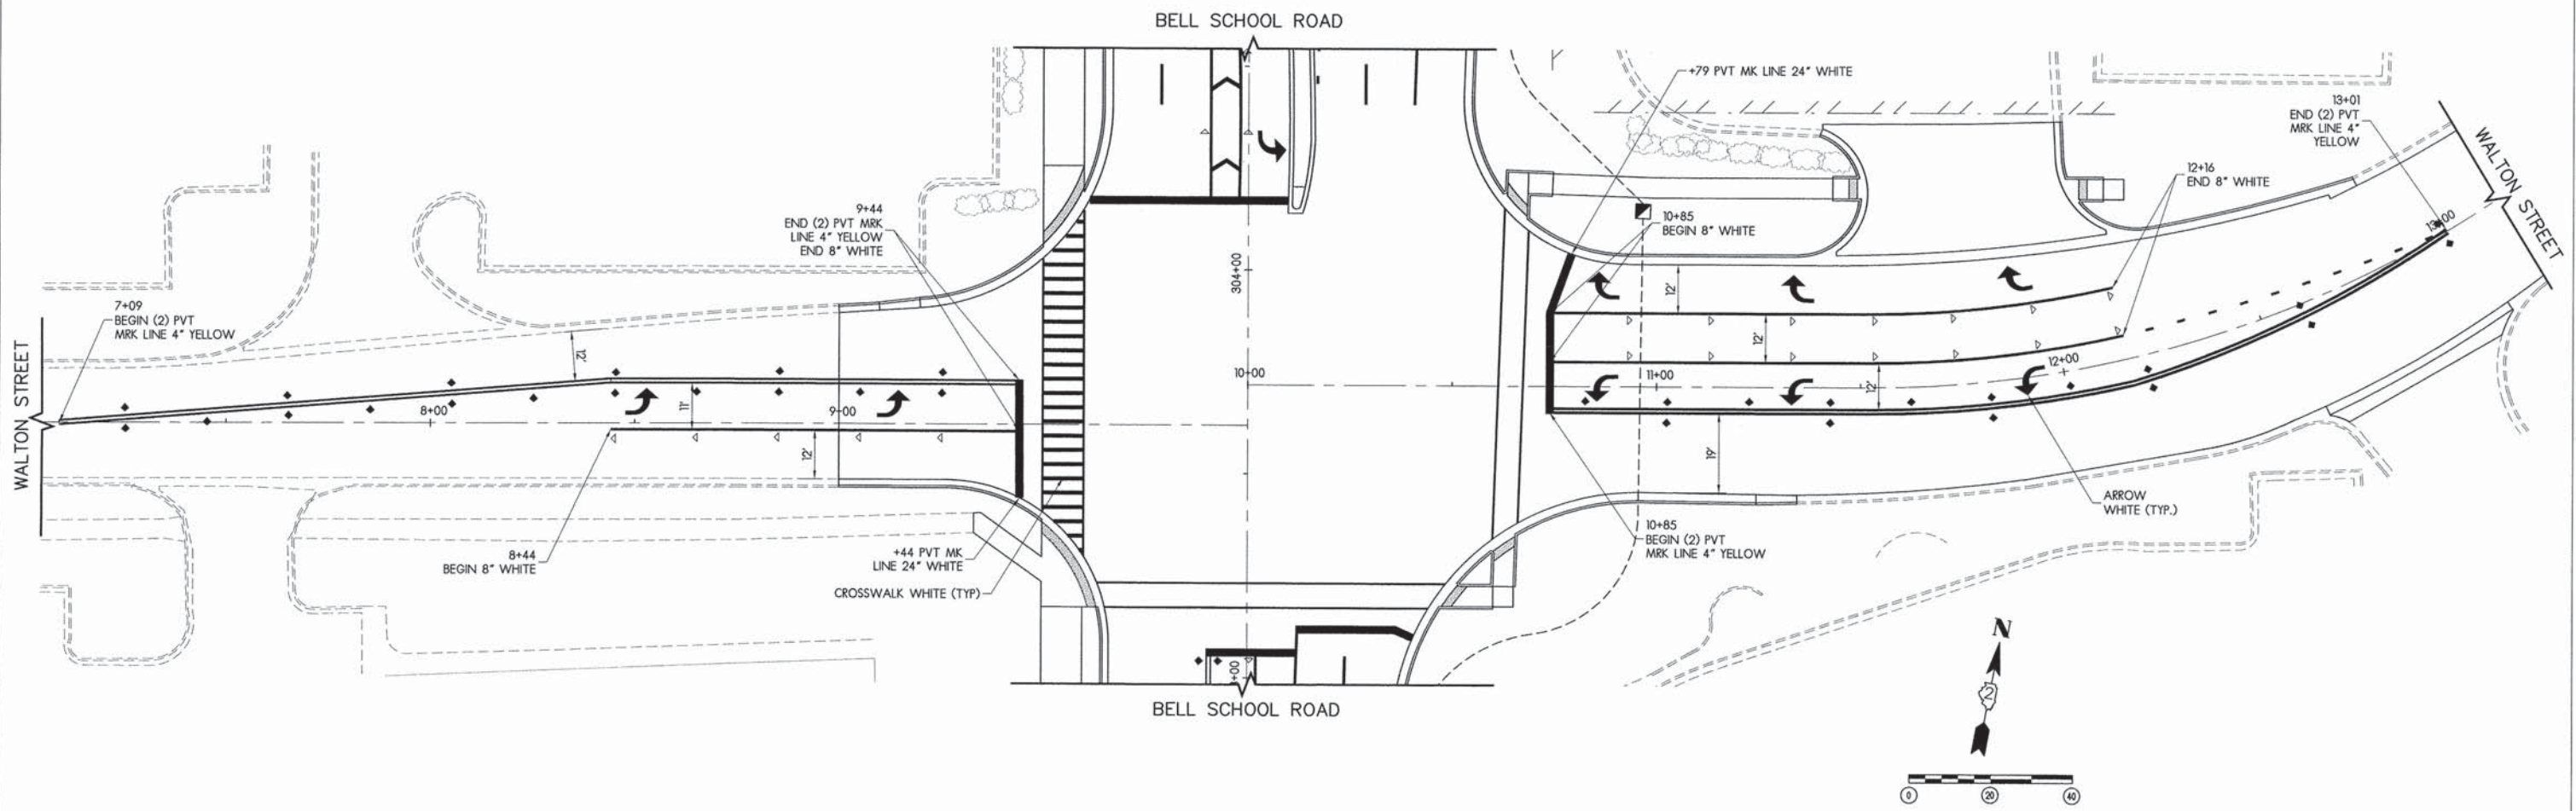 BELL SCHOOL ROAD
+79 PVT MK LINE 24" WHITE
13+01
END (2) PVT
MRK LINE 4"
YELLOW
WALTON STREET
12+16
END 8" WHITE
13+00
9+44
END (2) PVT MRK
LINE 4" YELLOW
END 8" WHITE
10+85
BEGIN 8" WHITE
304+00
7+09
BEGIN (2) PVT
MRK LINE 4" YELLOW
12'
12'
12'
12+00
10+00
11+00
12'
WALTON STREET
8+00
11'
9+00
12'
19'
ARROW
WHITE (TYP.)
8+44
BEGIN 8" WHITE
+44 PVT MK
LINE 24" WHITE
CROSSWALK WHITE (TYP)
10+85
BEGIN (2) PVT
MRK LINE 4" YELLOW
+00
BELL SCHOOL ROAD
N
2
0 20 40